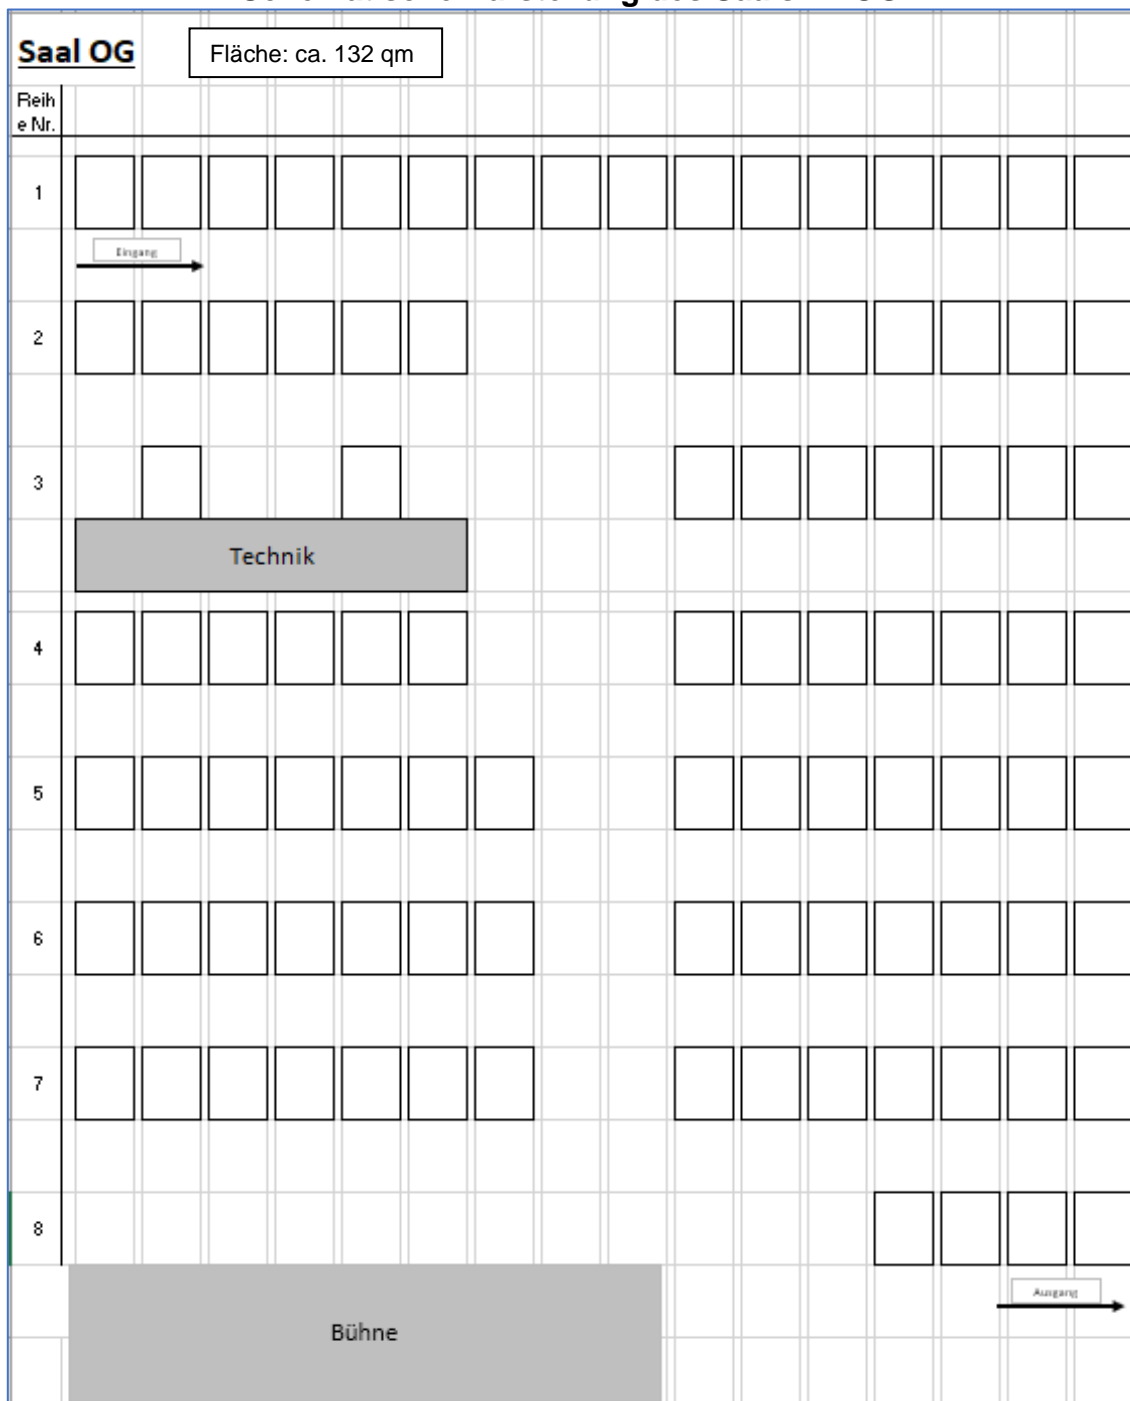 Saal OG
Fläche: ca. 132 qm
Reih
e Nr.
1
Eingang
2
3
Technik
4
5
6
7
8
Ausgang
Bühne